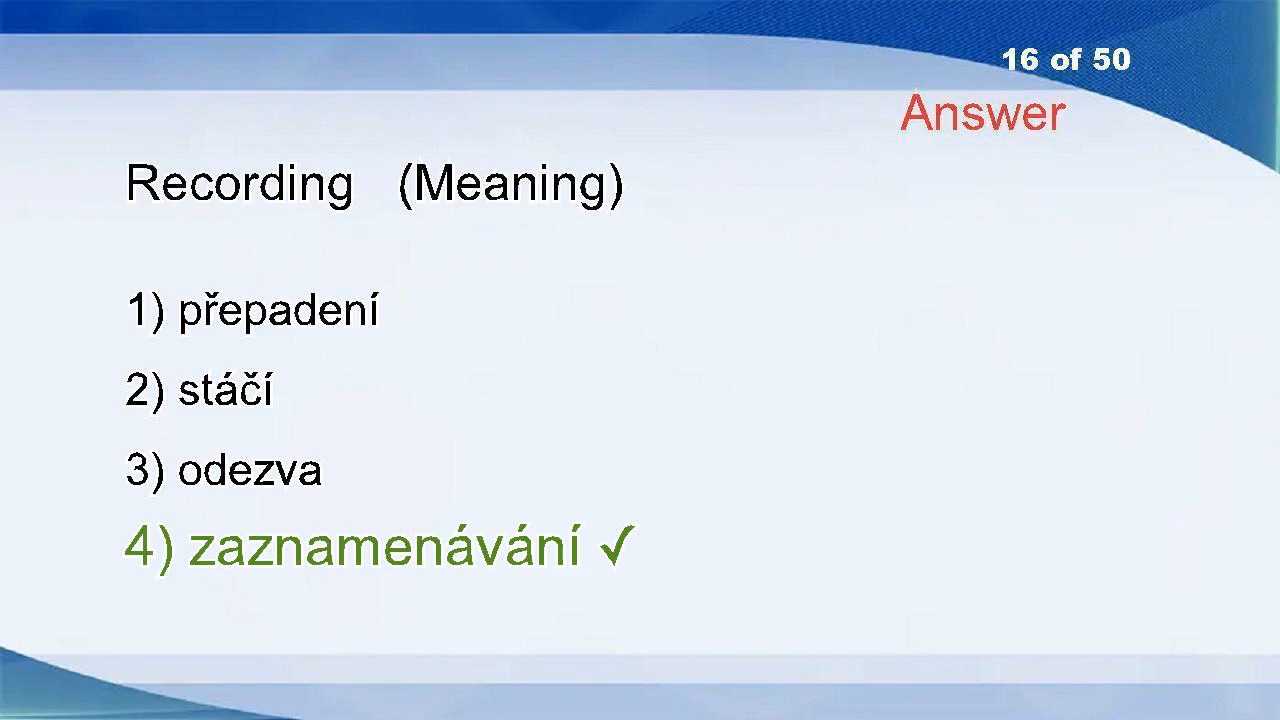 16 of 50
Answer
Recording (Meaning)
1) přepadení
2) stáčí
3) odezva
4) zaznamenávání ✓